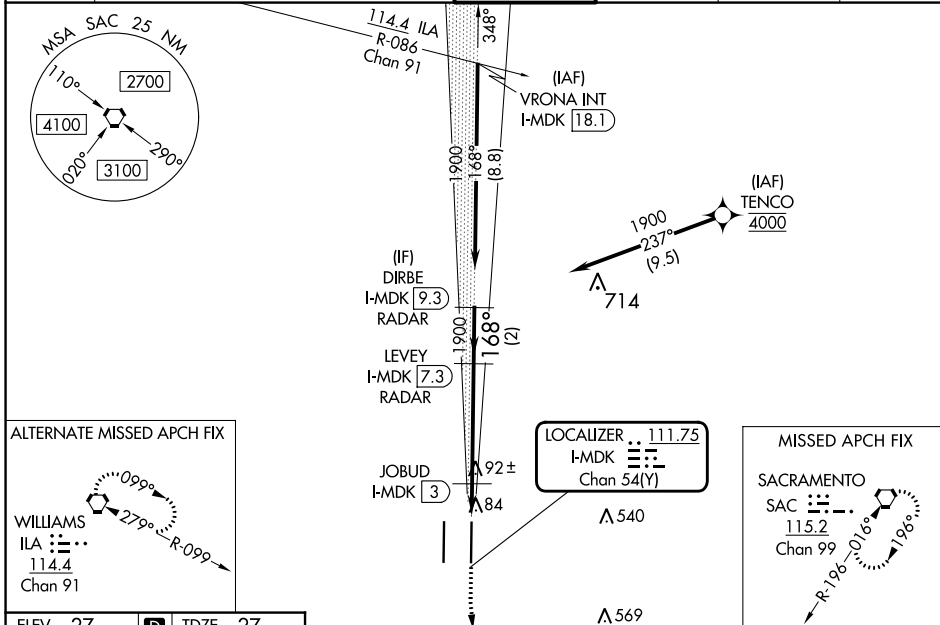 MSA SAC 25 NM
110°
2700
4100
020°
3100
290°
114.4 ILA
R-086
Chan 91
348°
(IAF)
VRONA INT
I-MDK 18.1
1900
168°
(8.8)
(IAF)
TENCO
4000
1900
237°
(9.5)
714
(IF)
DIRBE
I-MDK 9.3
RADAR
1900
168°
(2)
LEVEY
I-MDK 7.3
RADAR
JOBUD
I-MDK 3
92±
84
LOCALIZER 111.75
I-MDK
Chan 54(Y)
540
569
ALTERNATE MISSED APCH FIX
099°
WILLIAMS
ILA
114.4
Chan 91
279°
R-099
MISSED APCH FIX
SACRAMENTO
SAC
115.2
Chan 99
R-196
016°
196°
ELEV 27 D TDZE 27